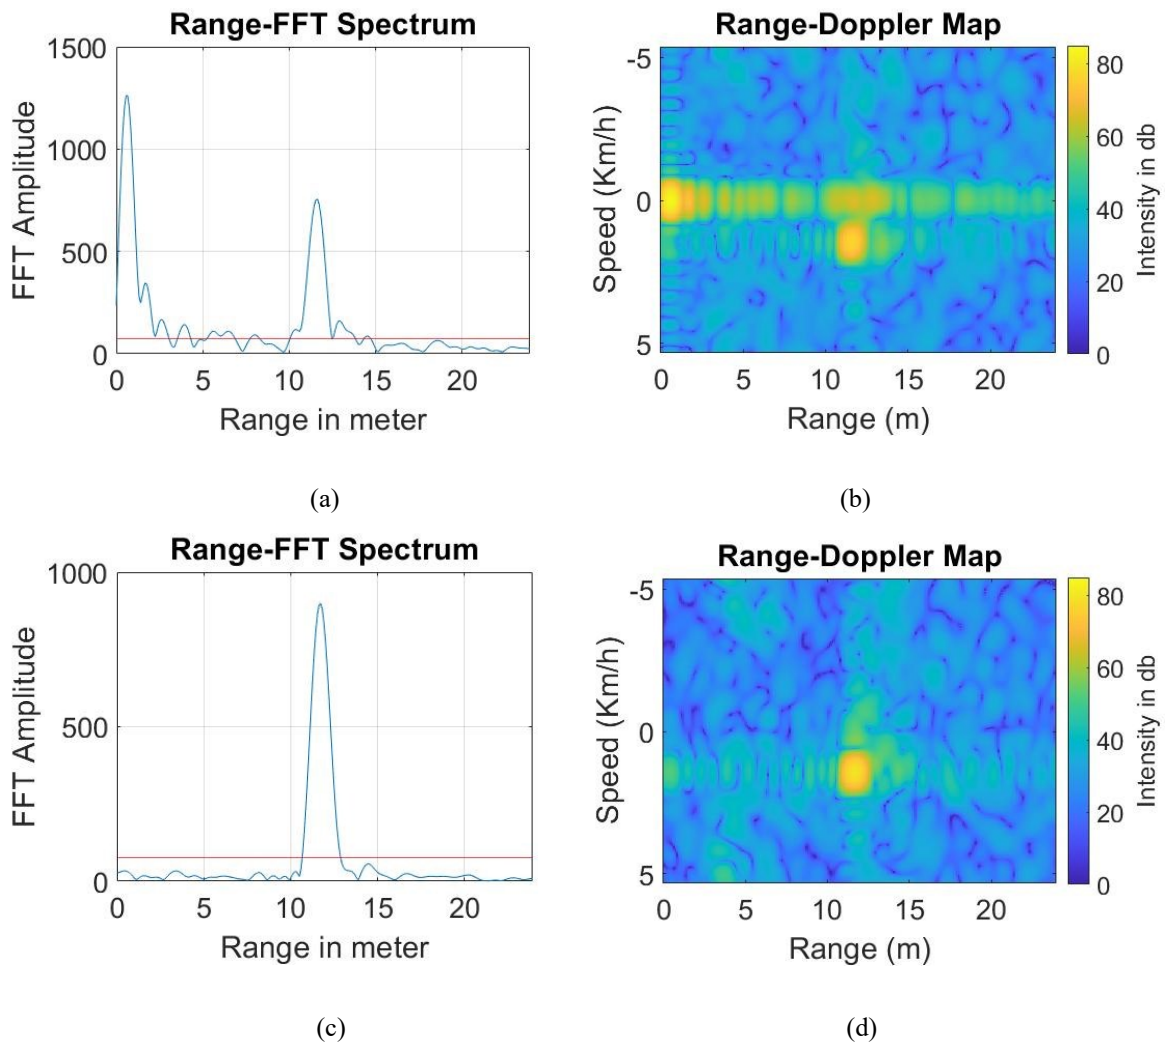 Range-FFT Spectrum
1500
1000
500
0
FFT Amplitude
0 5 10 15 20
Range in meter
(a)
Range-Doppler Map
-5
0
5
Speed (Km/h)
0 5 10 15 20
Range (m)
80
60
40
20
0
Intensity in db
(b)
Range-FFT Spectrum
1000
500
0
FFT Amplitude
0 5 10 15 20
Range in meter
(c)
Range-Doppler Map
-5
0
5
Speed (Km/h)
0 5 10 15 20
Range (m)
80
60
40
20
0
Intensity in db
(d)